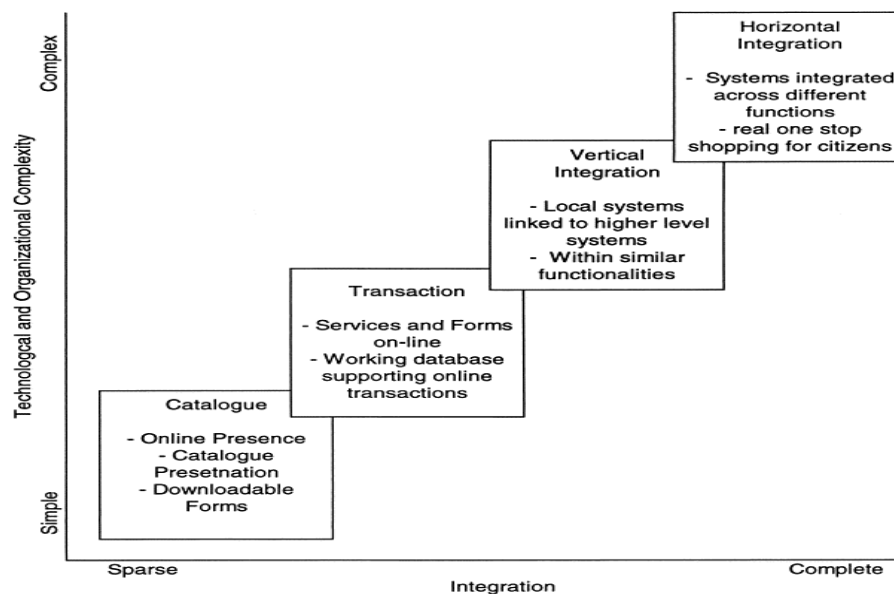 Complex
Technologcal and Organizational Complexity
Simple
Horizontal
Integration
- Systems integrated
across different
functions
- real one stop
shopping for citizens
Vertical
Integration
- Local systems
linked to higher level
systems
- Within similar
functionalities
Transaction
- Services and Forms
on-line
- Working database
supporting online
transactions
Catalogue
- Online Presence
- Catalogue
Presetnation
- Downloadable
Forms
Sparse
Complete
Integration